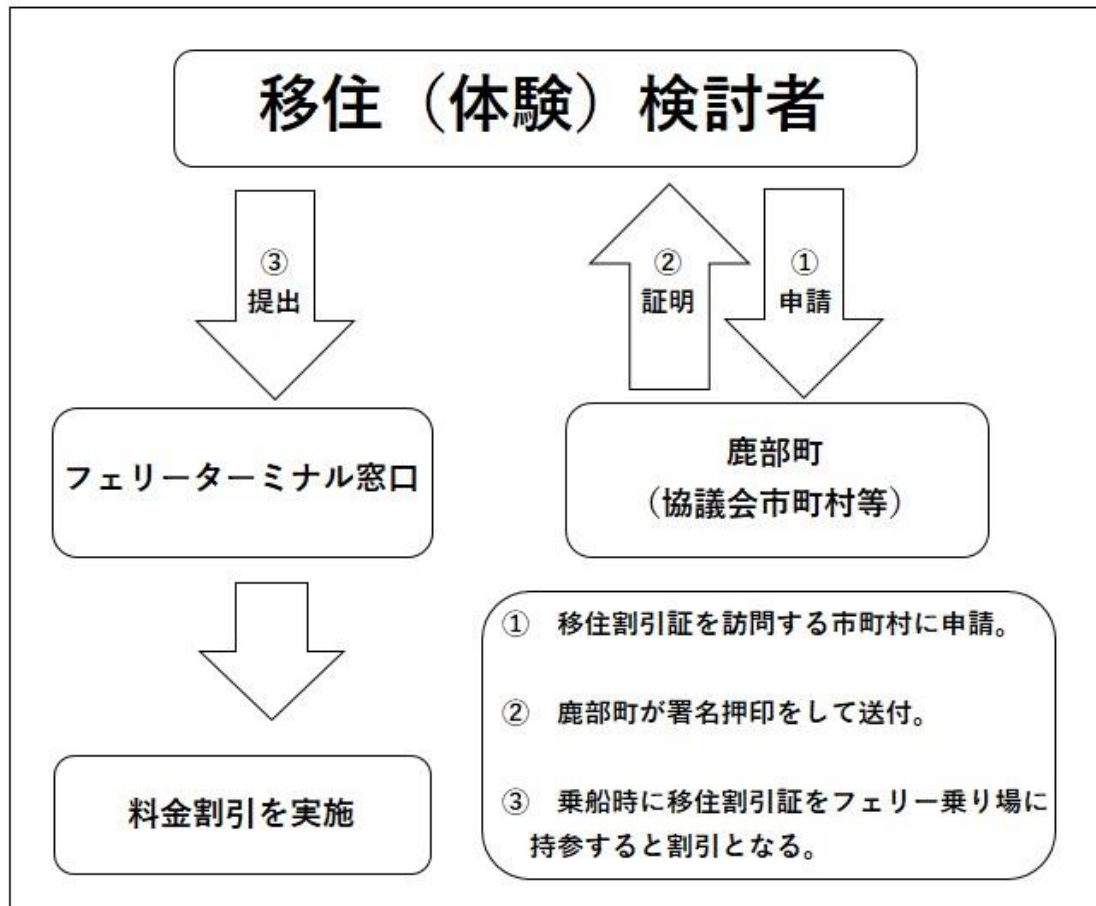 移住（体験）検討者
③
提出
②
証明
①
申請
フェリーターミナル窓口
鹿部町
（協議会市町村等）
料金割引を実施
①　移住割引証を訪問する市町村に申請。
②　鹿部町が署名押印をして送付。
③　乗船時に移住割引証をフェリー乗り場に
持参すると割引となる。